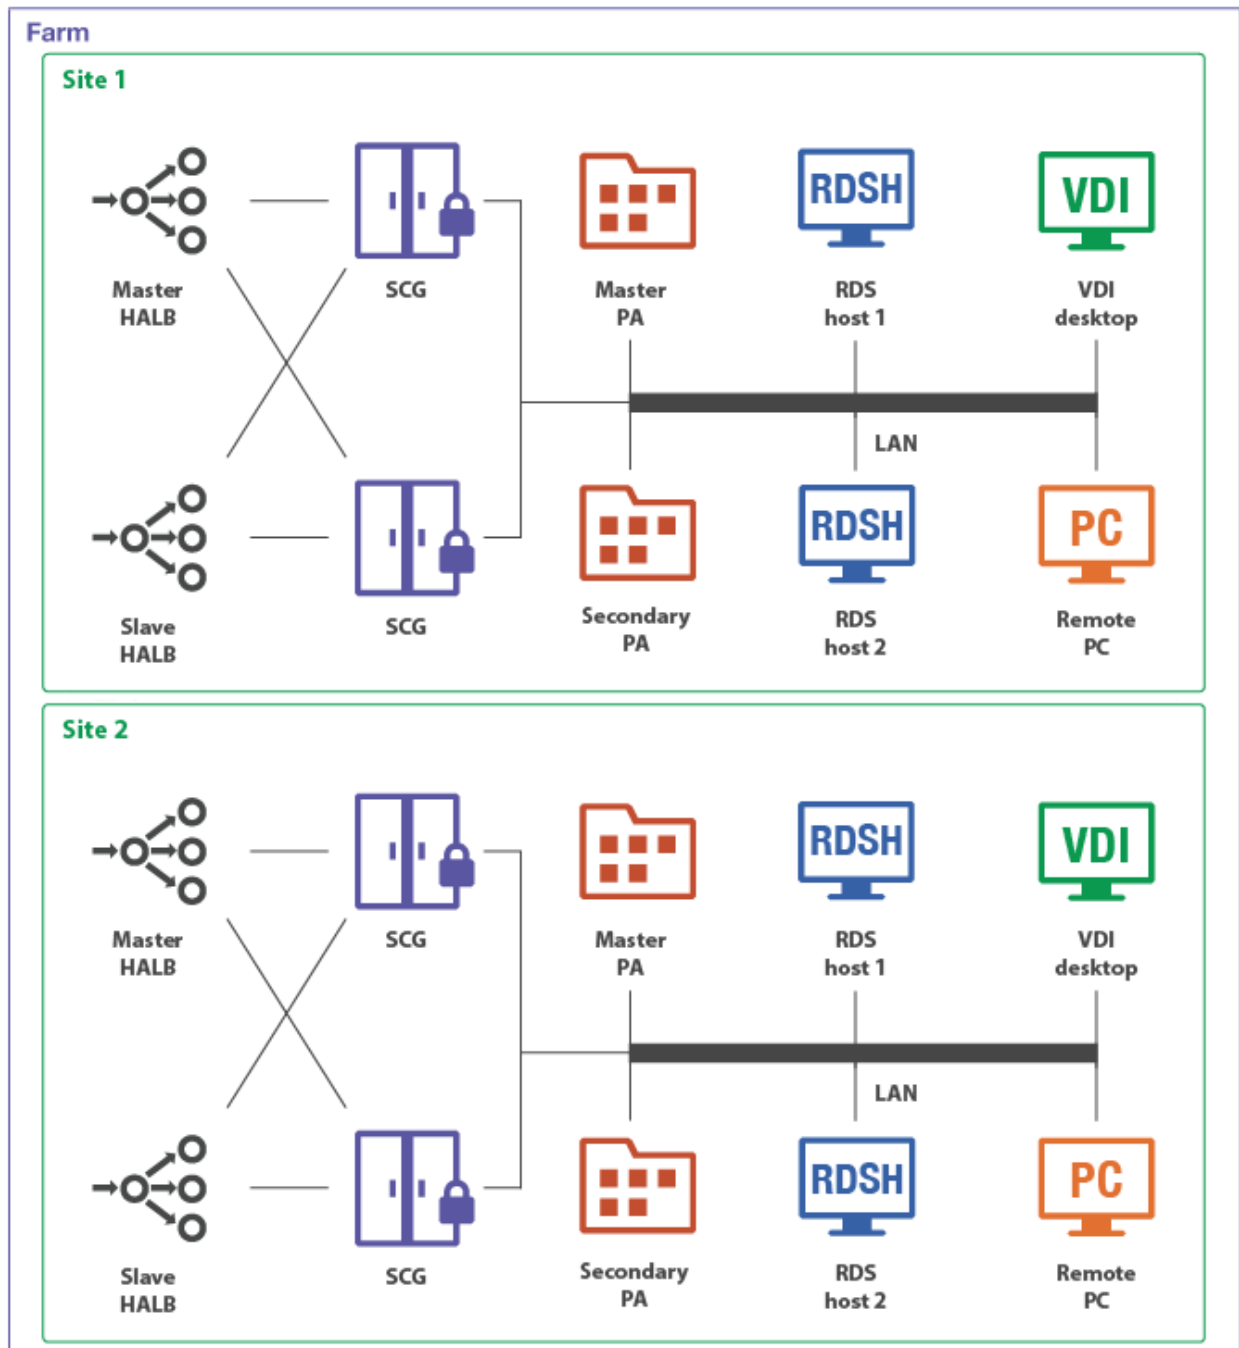 Farm
Site 1
RDSH
VDI
Master
HALB
SCG
Master
PA
RDS
host 1
VDI
desktop
LAN
RDSH
PC
Slave
HALB
SCG
Secondary
PA
RDS
host 2
Remote
PC
Site 2
RDSH
VDI
Master
HALB
SCG
Master
PA
RDS
host 1
VDI
desktop
LAN
RDSH
PC
Slave
HALB
SCG
Secondary
PA
RDS
host 2
Remote
PC